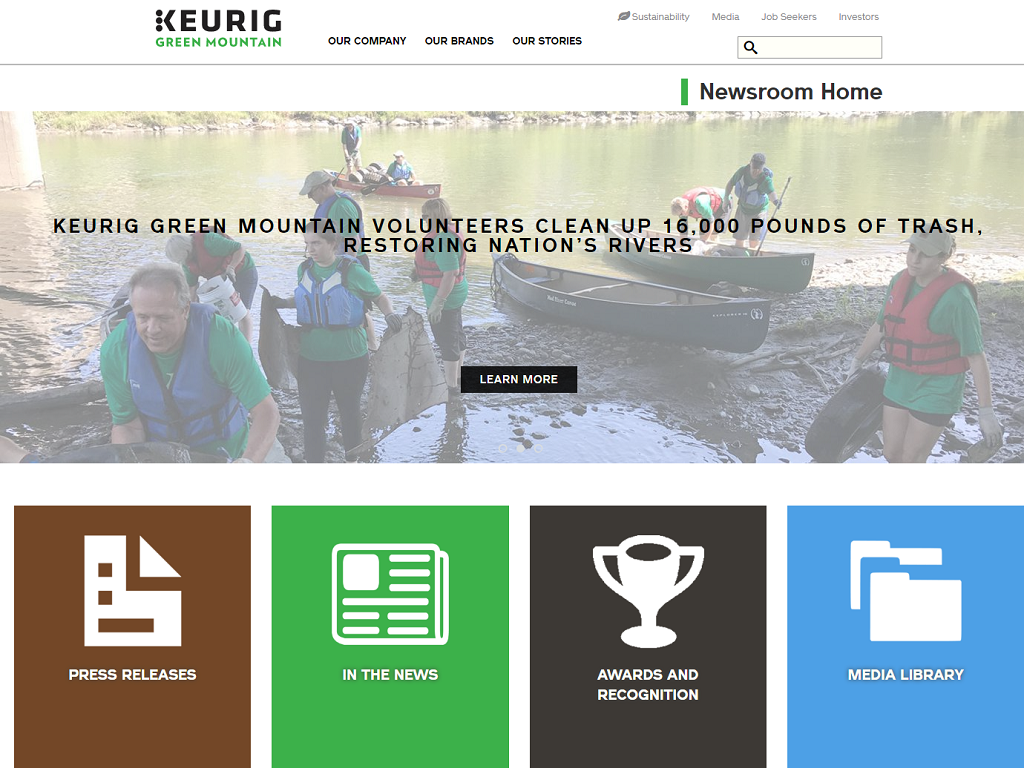 KEURIG
GREEN MOUNTAIN
OUR COMPANY
OUR BRANDS
OUR STORIES
Sustainability
Media
Job Seekers
Investors
Newsroom Home
KEURIG GREEN MOUNTAIN VOLUNTEERS CLEAN UP 16,000 POUNDS OF TRASH,
RESTORING NATION'S RIVERS
LEARN MORE
PRESS RELEASES
IN THE NEWS
AWARDS AND
RECOGNITION
MEDIA LIBRARY